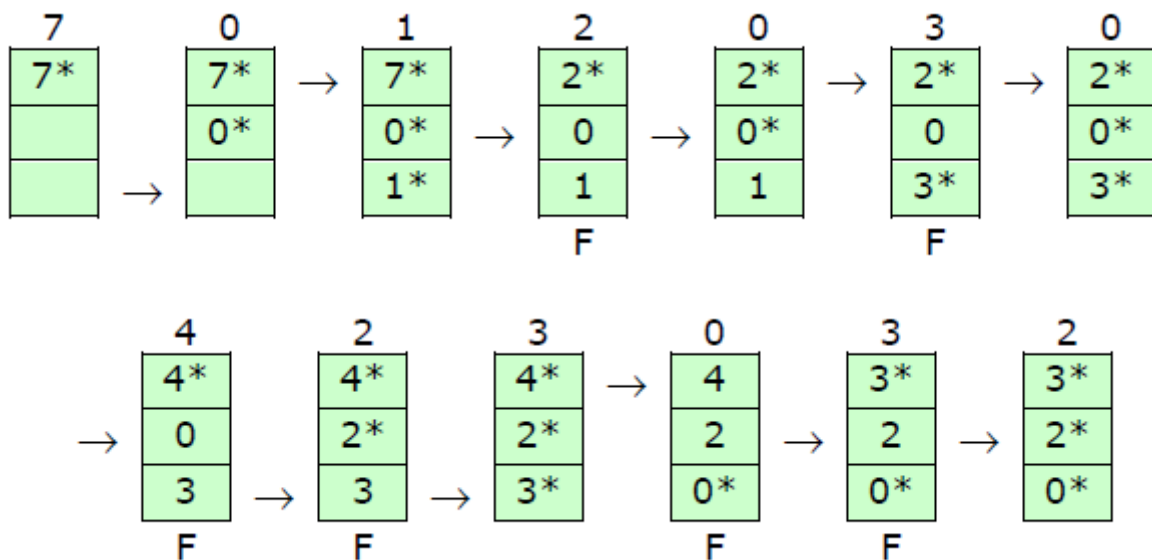 7 0 1 2 0 3 0
7* 7* → 7* 2* 2* → 2* → 2*
0* 0* → 0 → 0* 0 0*
→ 1* 1 1 3* 3*
F F
4 2 3 0 3 2
4* 4* 4* → 4 3* 3*
→ 0 2* 2* 2 → 2 → 2*
3 → 3 → 3* 0* 0* 0*
F F F F